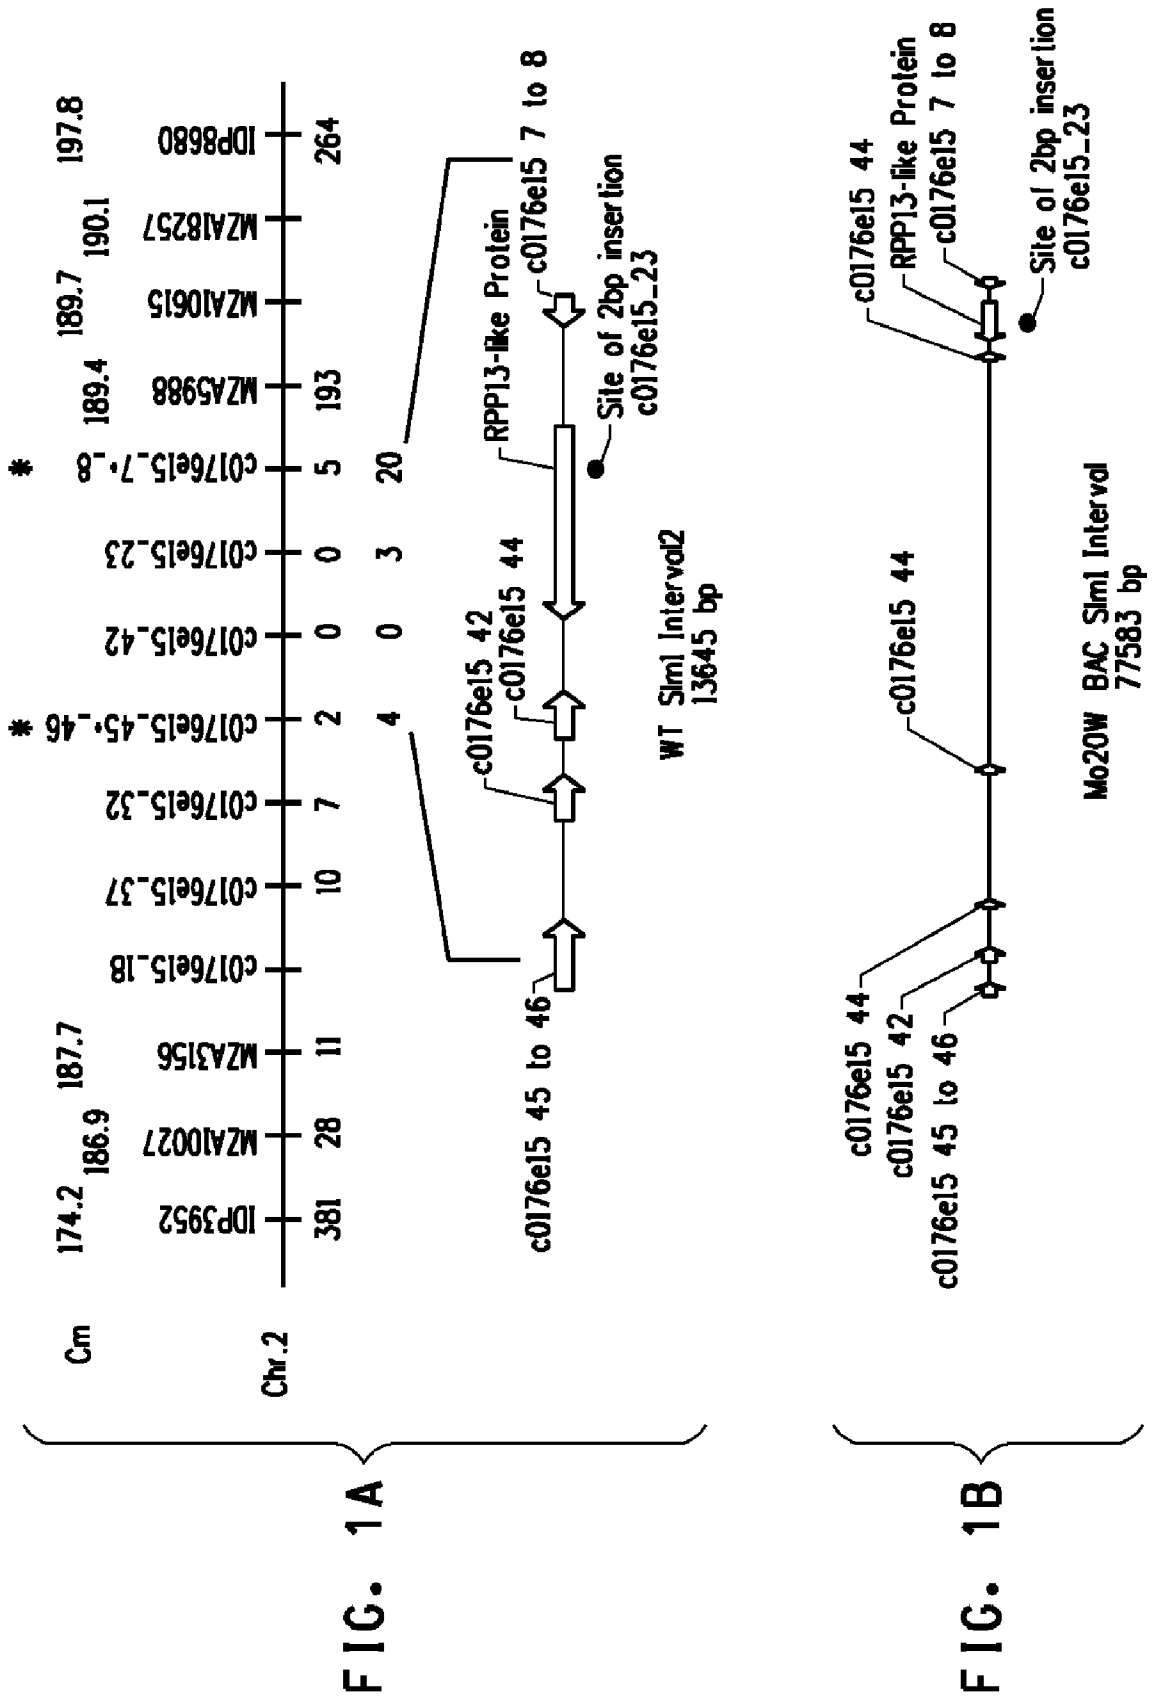 FIG. 1A
Cm
174.2
186.9
187.7
189.4
189.7
190.1
197.8
*
*
Chr.2
IDP3952
MZA10027
MZA3156
c0176e15_18
c0176e15_37
c0176e15_32
c0176e15_45'-_46
c0176e15_42
c0176e15_23
c0176e15_7'-_8
MZA5988
MZA10615
MZA18257
IDP8680
381
28
11
10
7
2
0
0
5
193
264
4
0
3
20
c0176e15 45 to 46
c0176e15 42
c0176e15 44
RPP13-like Protein
c0176e15 7 to 8
Site of 2bp insertion
c0176e15_23
WT Slm1 Interval2
13645 bp
FIG. 1B
c0176e15 44
c0176e15 42
c0176e15 45 to 46
c0176e15 44
c0176e15 44
RPP13-like Protein
c0176e15 7 to 8
Site of 2bp insertion
c0176e15_23
Mo20W BAC Slm1 Interval
77583 bp